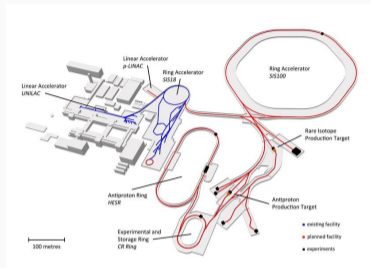 Linear Accelerator
p-LINAC
Ring Accelerator
SIS18
Linear Accelerator
UNILAC
Ring Accelerator
SIS100
Rare Isotope
Production Target
Antiproton Ring
HESR
Antiproton
Production Target
Experimental and
Storage Ring
CR Ring
100 metres
existing facility
planned facility
experiments